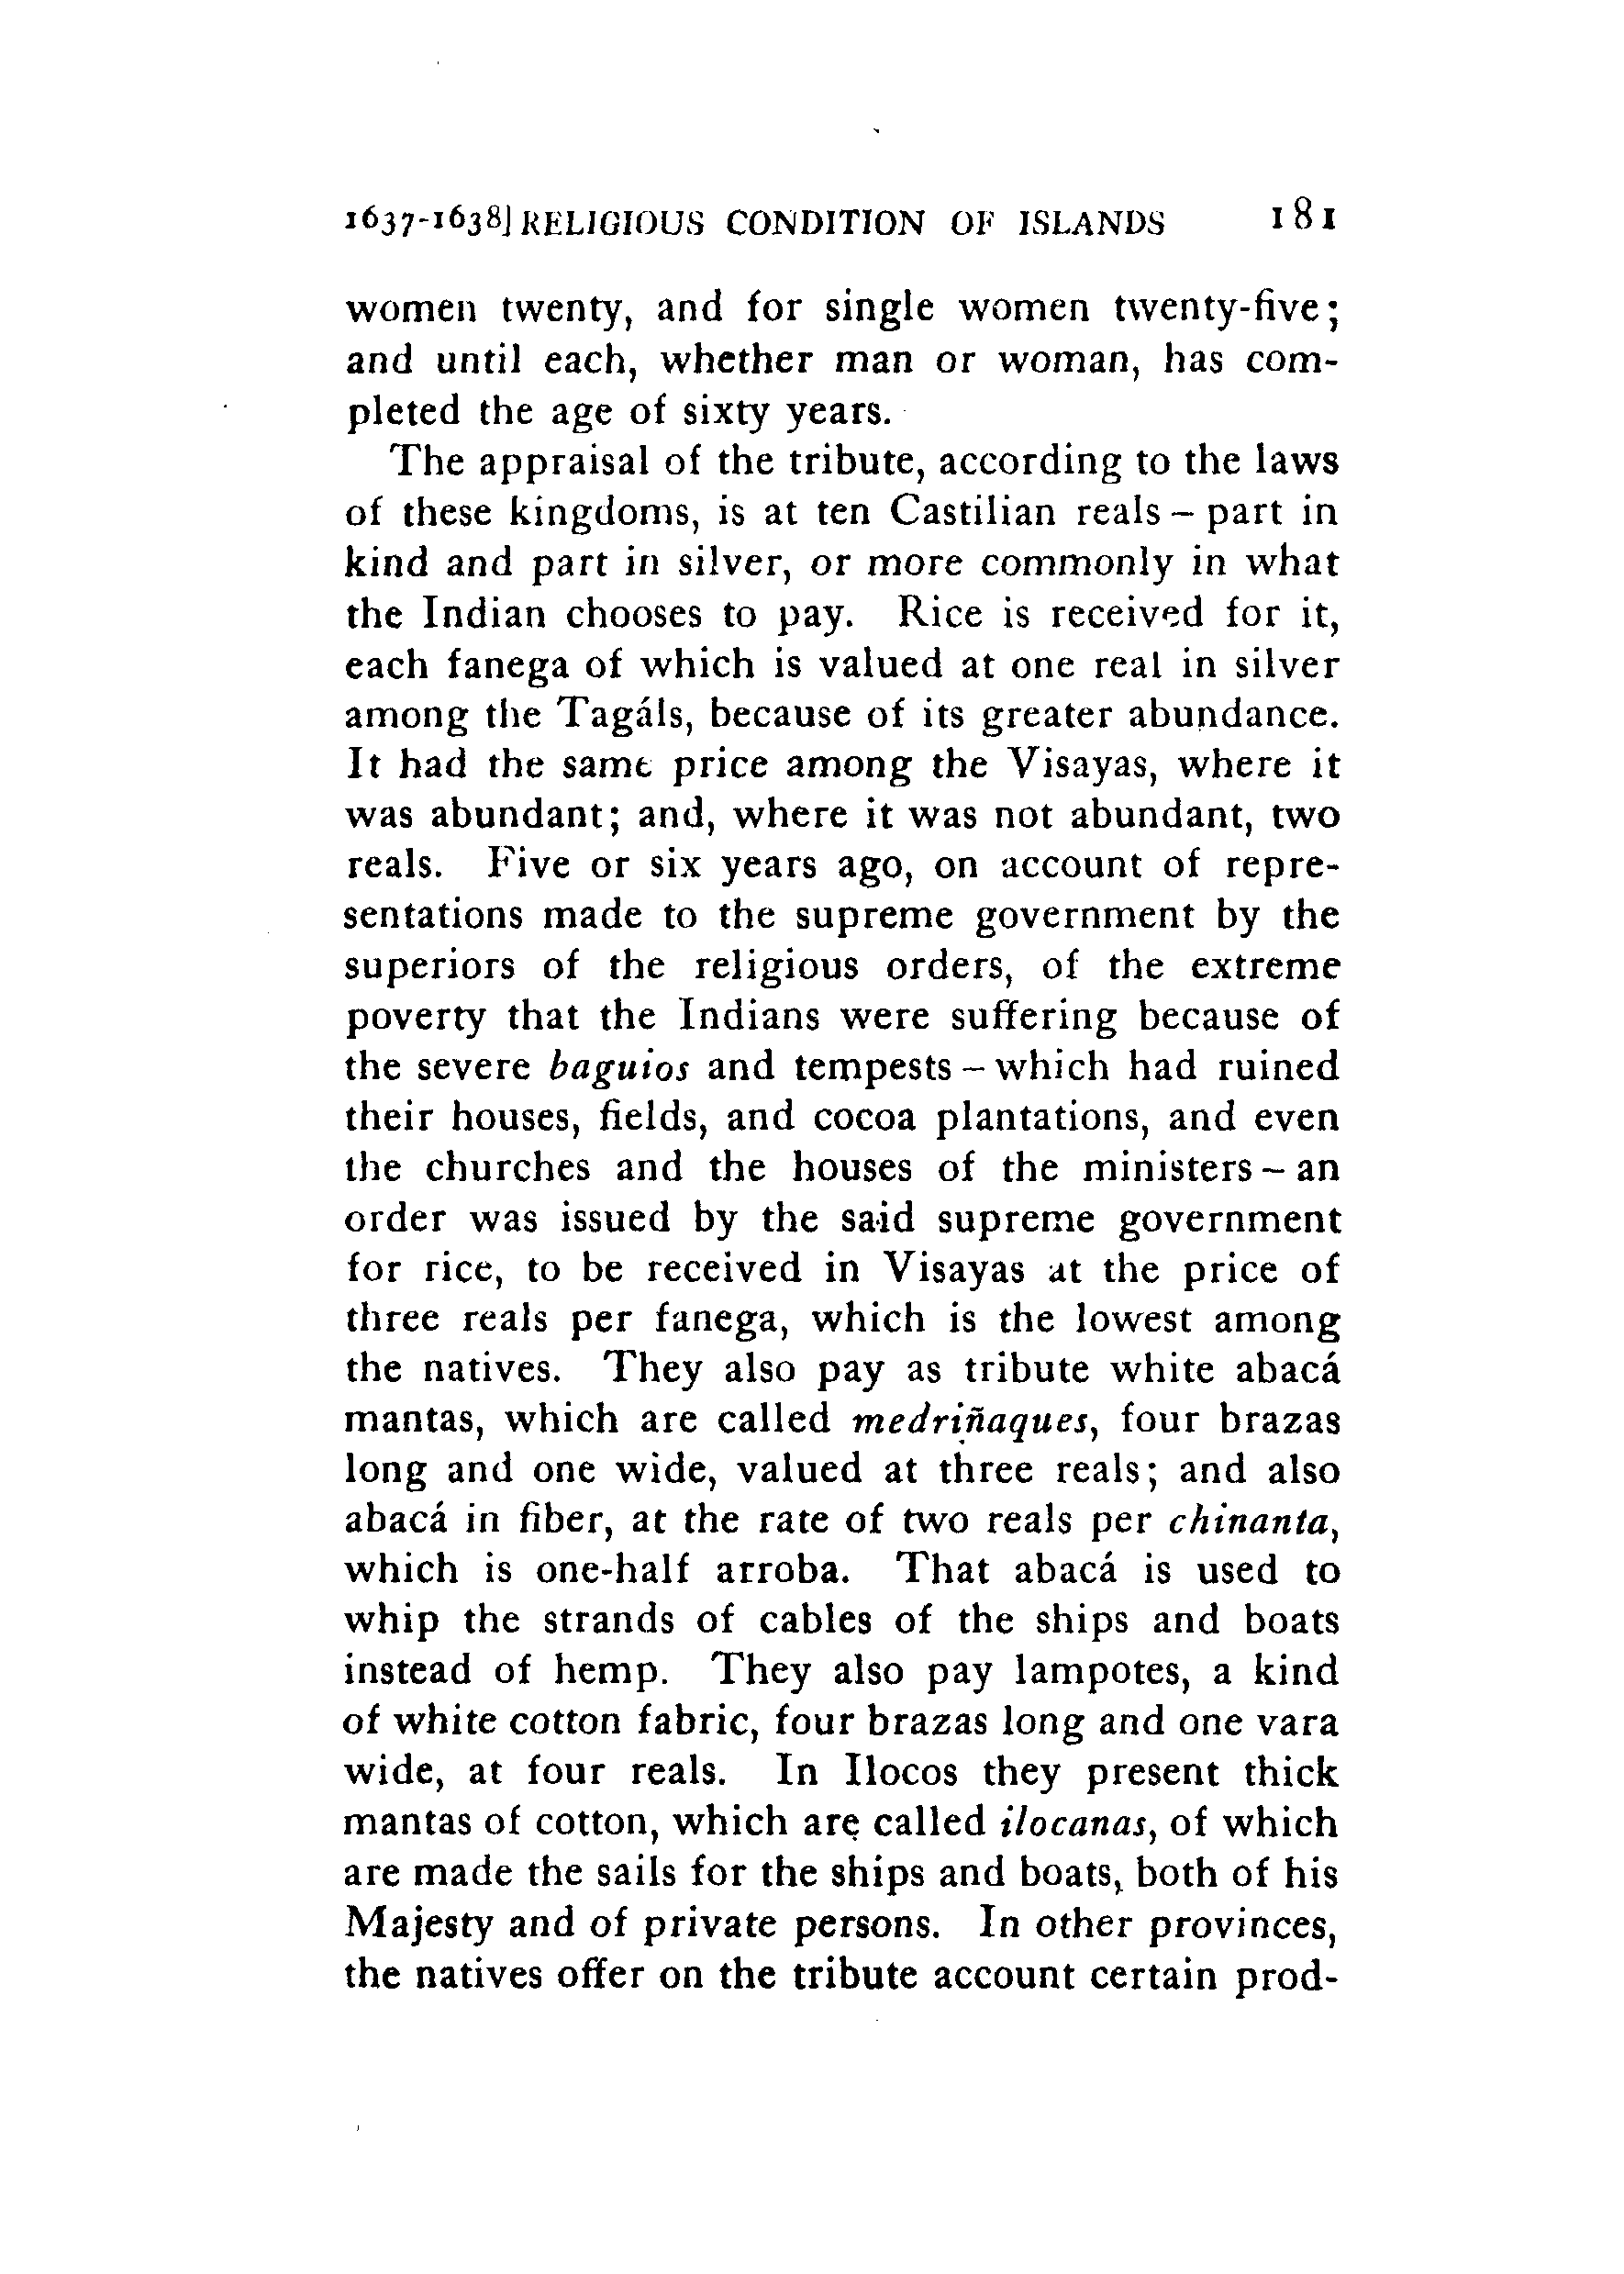 1637-1638] RELIGIOUS CONDITION OF ISLANDS 181
women twenty, and for single women twenty-five;
and until each, whether man or woman, has com-
pleted the age of sixty years.
The appraisal of the tribute, according to the laws
of these kingdoms, is at ten Castilian reals – part in
kind and part in silver, or more commonly in what
the Indian chooses to pay. Rice is received for it,
each fanega of which is valued at one real in silver
among the Tagáls, because of its greater abundance.
It had the same price among the Visayas, where it
was abundant; and, where it was not abundant, two
reals. Five or six years ago, on account of repre-
sentations made to the supreme government by the
superiors of the religious orders, of the extreme
poverty that the Indians were suffering because of
the severe baguios and tempests – which had ruined
their houses, fields, and cocoa plantations, and even
the churches and the houses of the ministers – an
order was issued by the said supreme government
for rice, to be received in Visayas at the price of
three reals per fanega, which is the lowest among
the natives. They also pay as tribute white abacá
mantas, which are called medriñaques, four brazas
long and one wide, valued at three reals; and also
abacá in fiber, at the rate of two reals per chinanta,
which is one-half arroba. That abacá is used to
whip the strands of cables of the ships and boats
instead of hemp. They also pay lampotes, a kind
of white cotton fabric, four brazas long and one vara
wide, at four reals. In Ilocos they present thick
mantas of cotton, which are called ilocanas, of which
are made the sails for the ships and boats, both of his
Majesty and of private persons. In other provinces,
the natives offer on the tribute account certain prod-